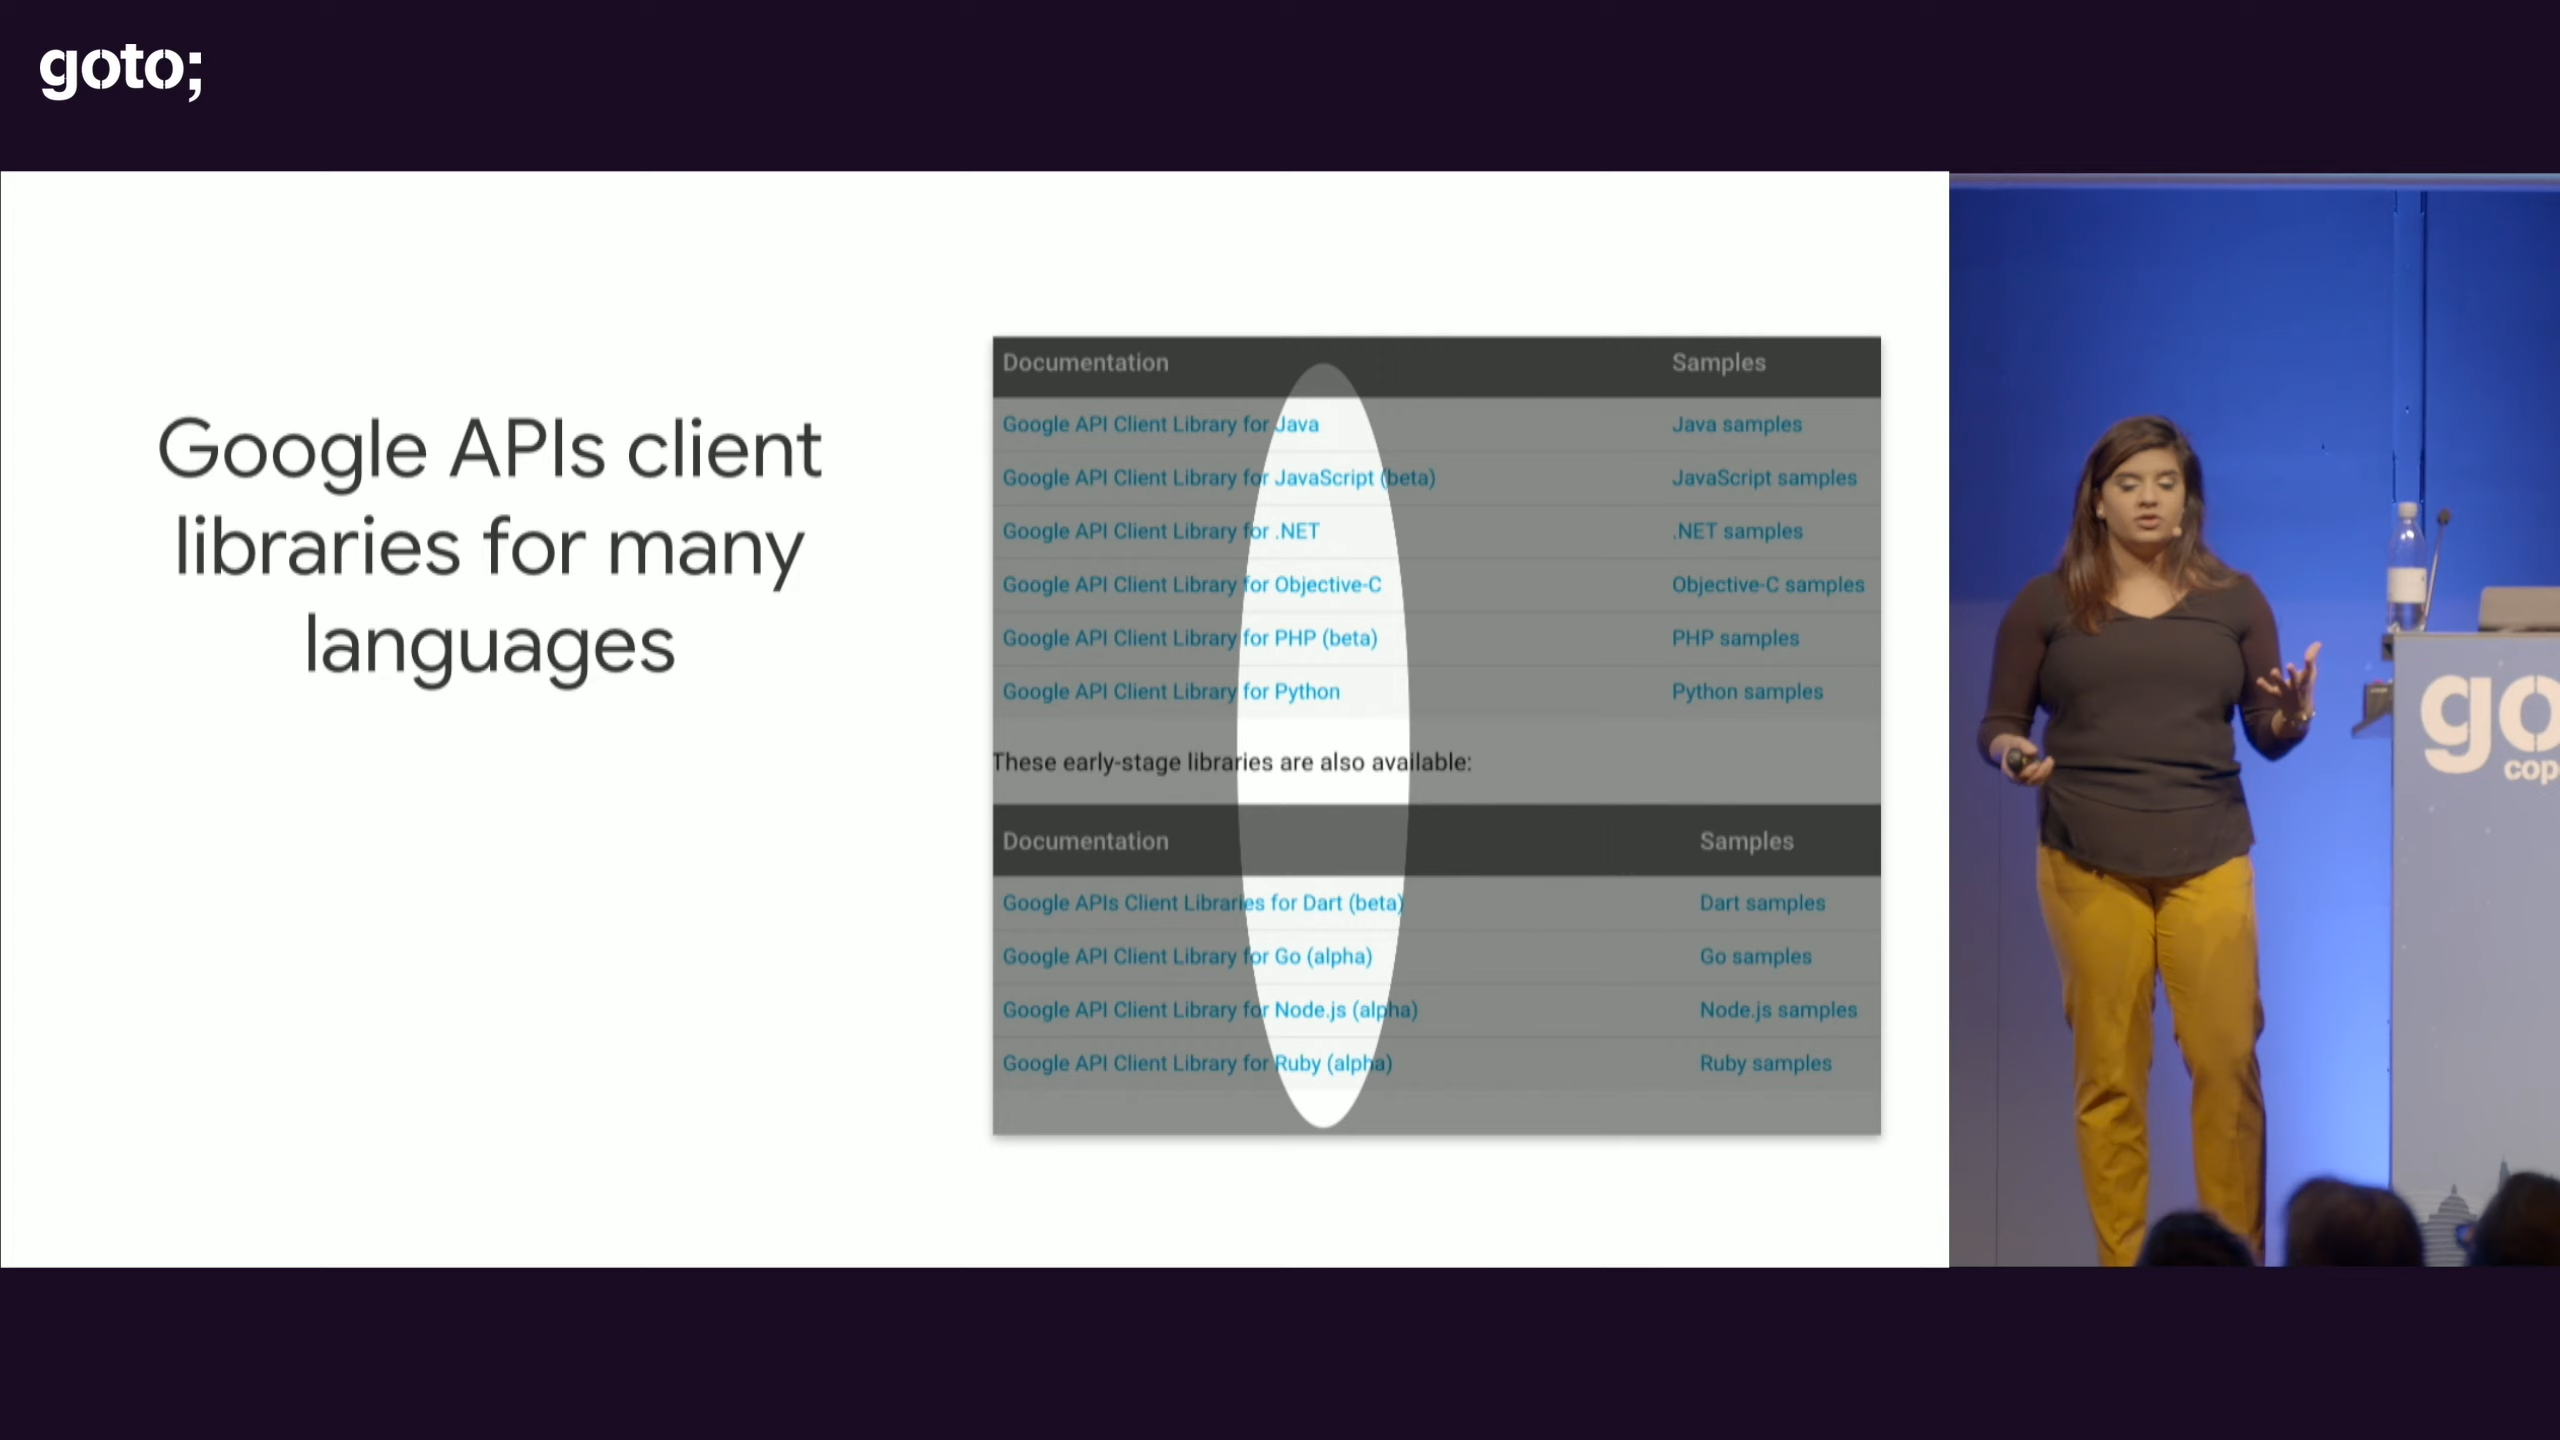 goto;
Google APIs client
libraries for many
languages
Documentation Samples
Google API Client Library for Java Java samples
Google API Client Library for JavaScript (beta) JavaScript samples
Google API Client Library for .NET .NET samples
Google API Client Library for Objective-C Objective-C samples
Google API Client Library for PHP (beta) PHP samples
Google API Client Library for Python Python samples
These early-stage libraries are also available:
Documentation Samples
Google APIs Client Libraries for Dart (beta) Dart samples
Google API Client Library for Go (alpha) Go samples
Google API Client Library for Node.js (alpha) Node.js samples
Google API Client Library for Ruby (alpha) Ruby samples
go
cop